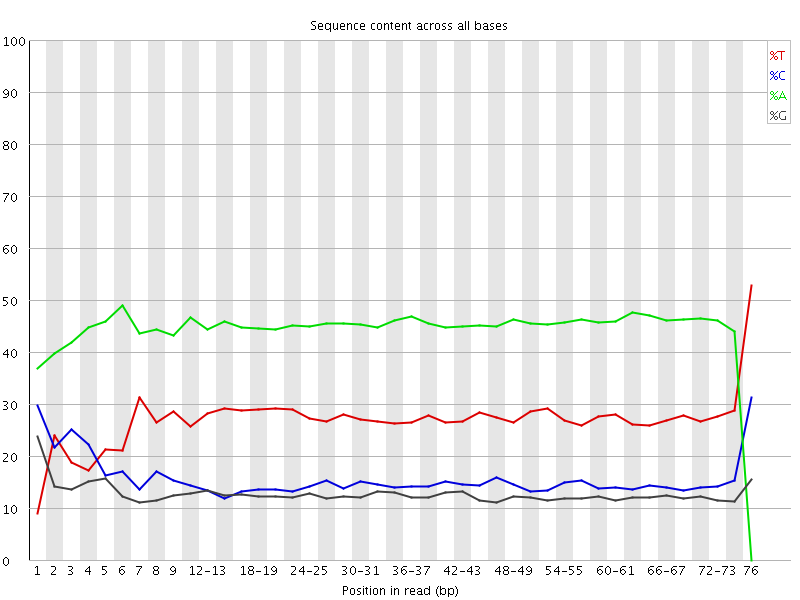 Sequence content across all bases
100
90
80
70
60
50
40
30
20
10
0
%T
%C
%A
%G
1 2 3 4 5 6 7 8 9 12-13 18-19 24-25 30-31 36-37 42-43 48-49 54-55 60-61 66-67 72-73 76
Position in read (bp)